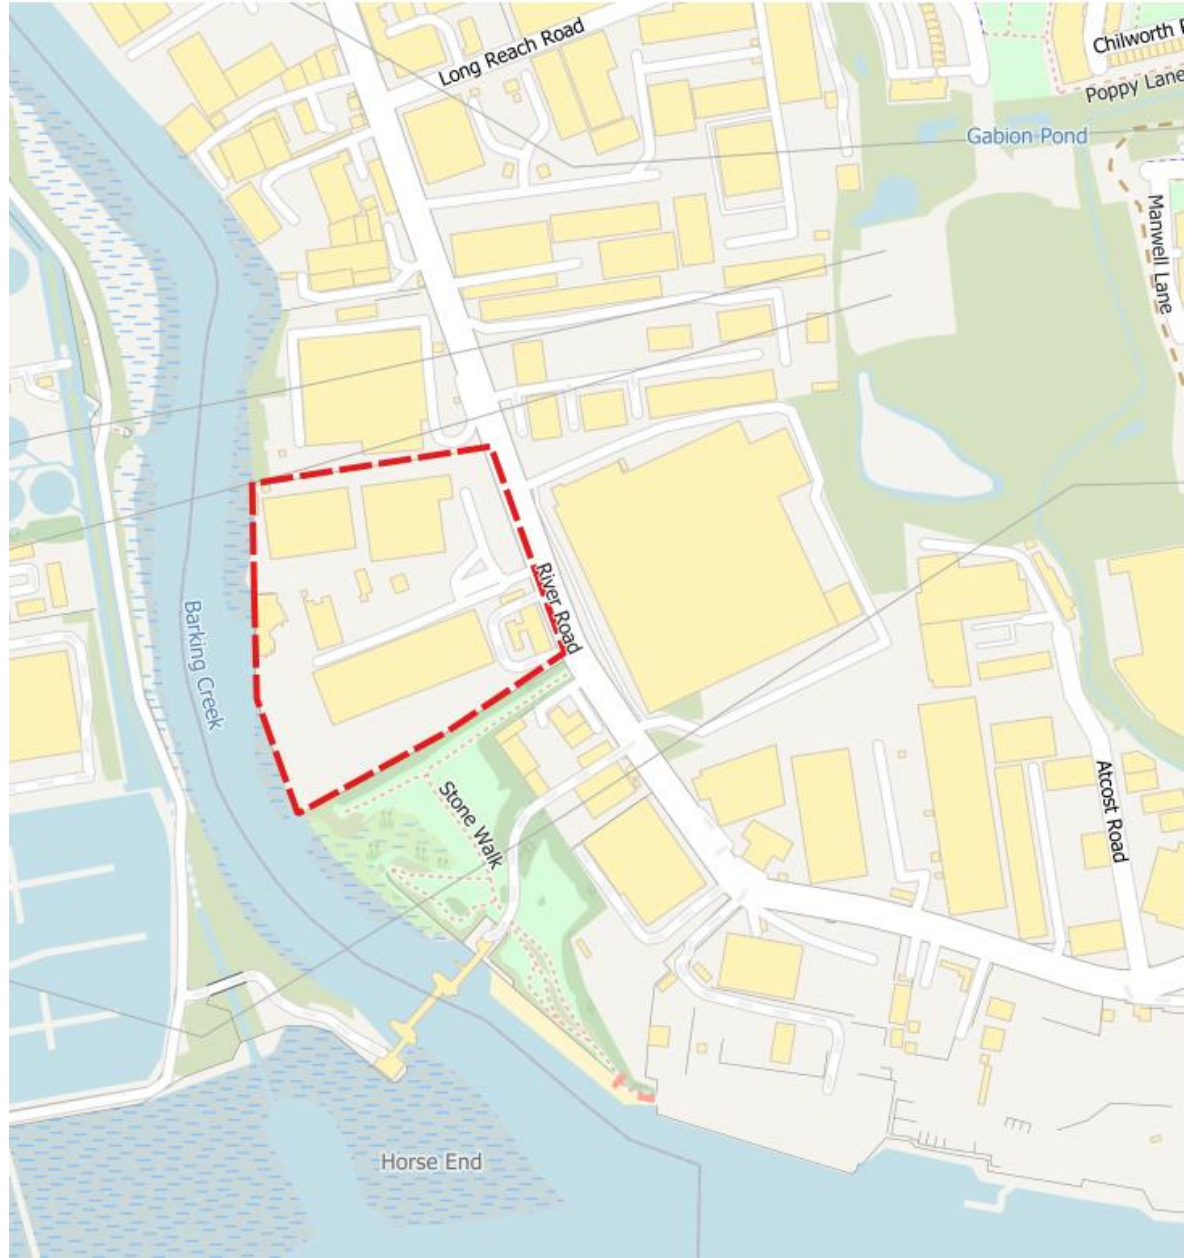 Long Reach Road
Chilworth
Poppy Lane
Gabion Pond
Manwell Lane
River Road
Barking Creek
Stone Walk
Atcost Road
Horse End